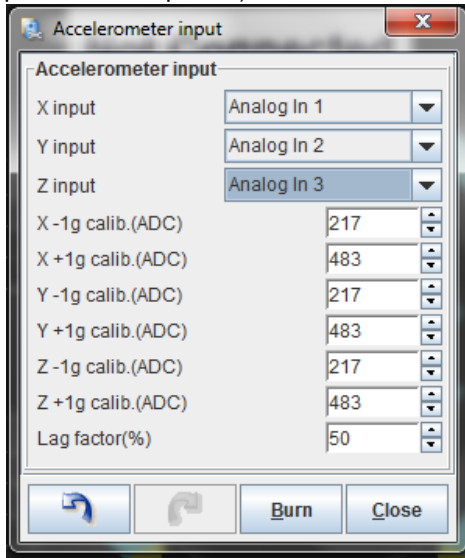 Accelerometer input
Accelerometer input
X input Analog In 1
Y input Analog In 2
Z input Analog In 3
X -1g calib.(ADC) 217
X +1g calib.(ADC) 483
Y -1g calib.(ADC) 217
Y +1g calib.(ADC) 483
Z -1g calib.(ADC) 217
Z +1g calib.(ADC) 483
Lag factor(%) 50
Burn Close